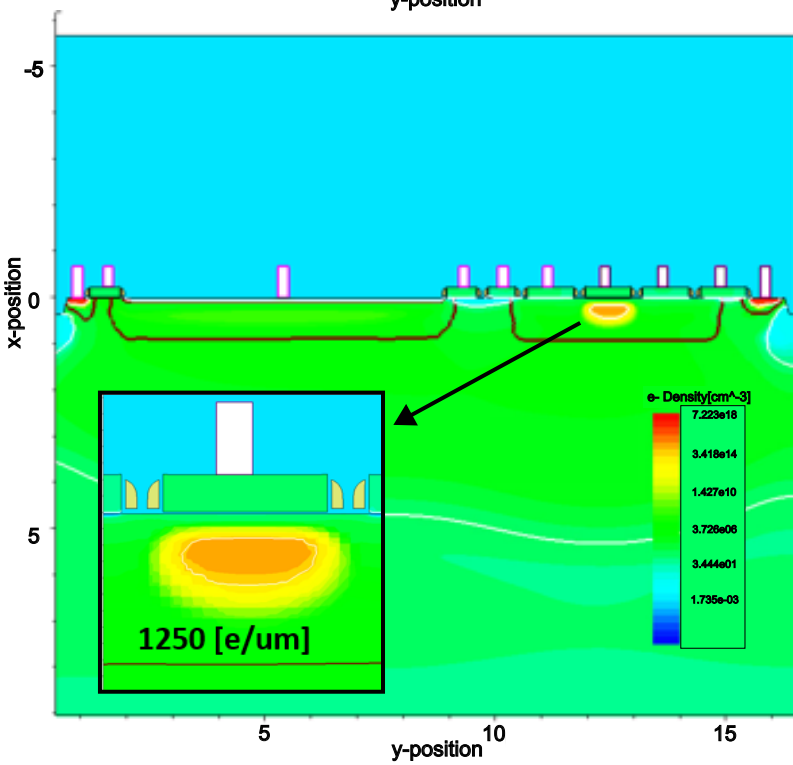 y-position
-5
0
5
x-position
e- Density[cm^-3]
7.223e18
3.418e14
1.427e10
3.726e06
3.444e01
1.735e-03
1250 [e/um]
5
10
15
y-position